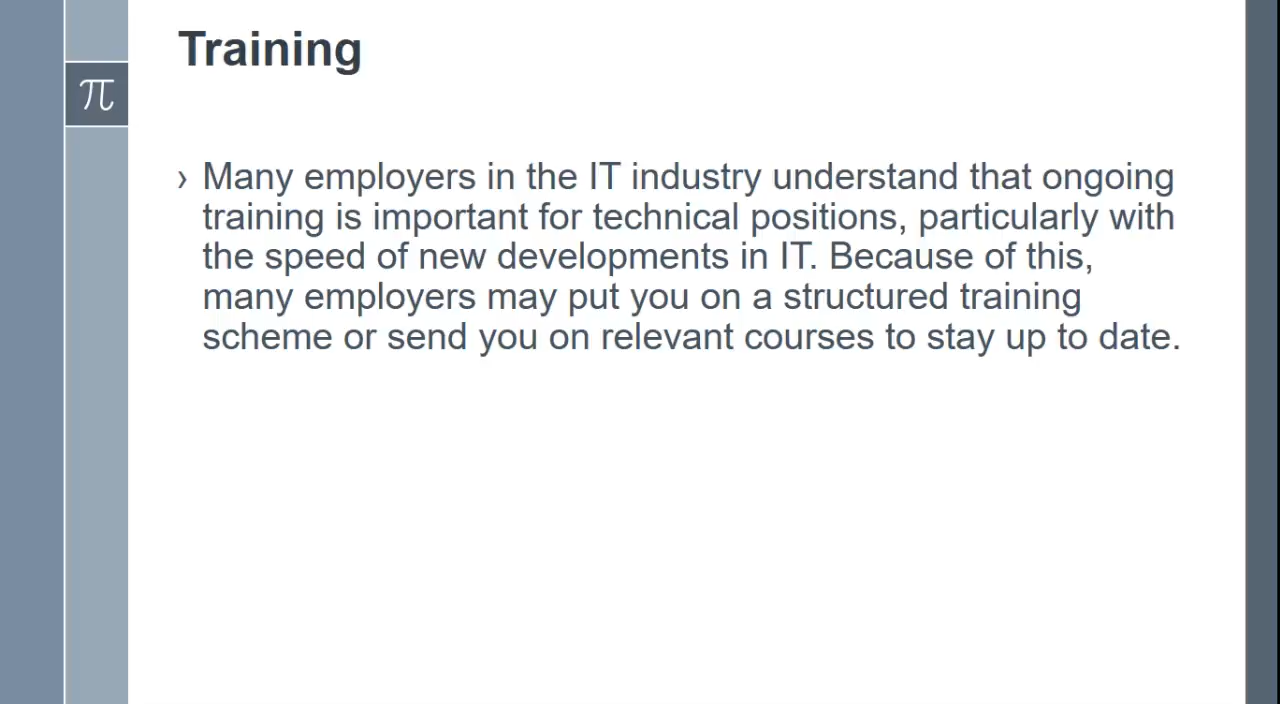 Training
π
› Many employers in the IT industry understand that ongoing
training is important for technical positions, particularly with
the speed of new developments in IT. Because of this,
many employers may put you on a structured training
scheme or send you on relevant courses to stay up to date.